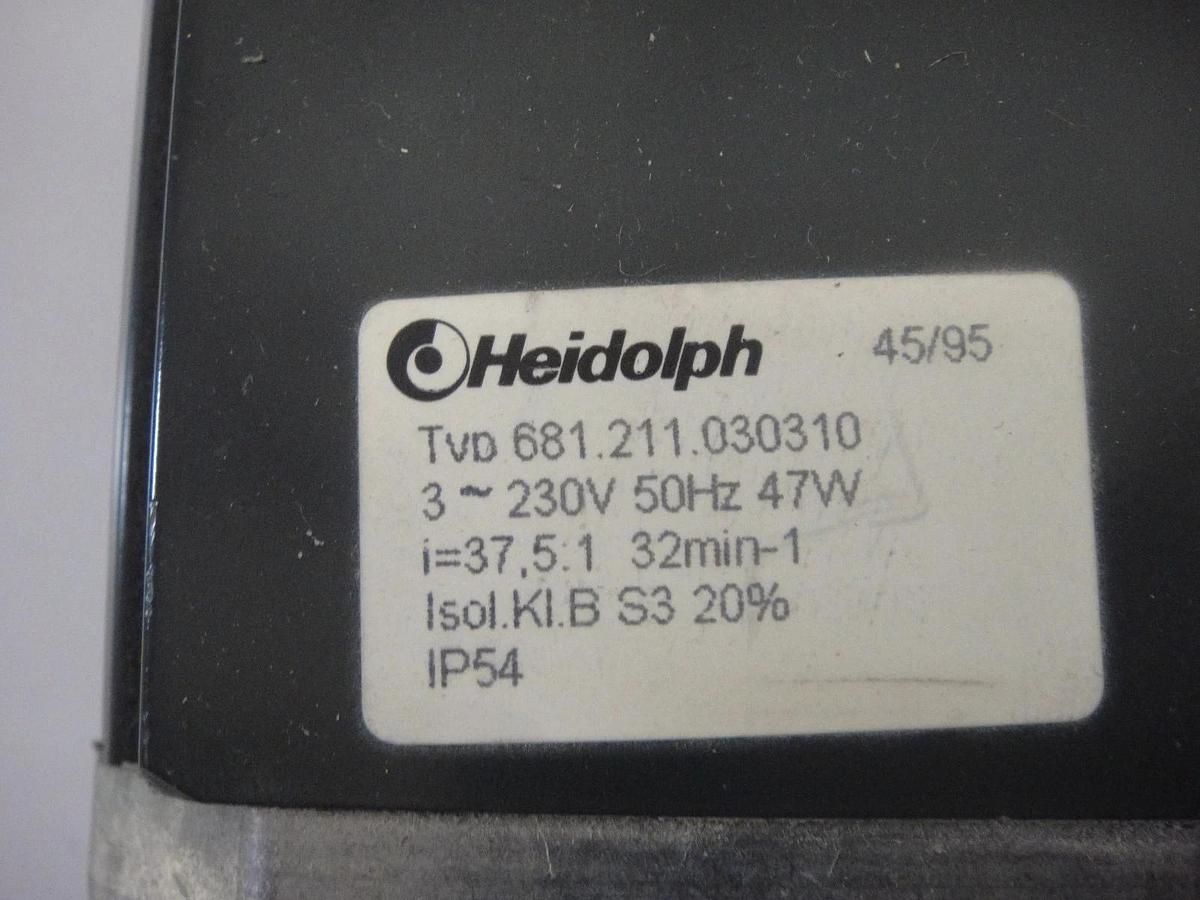 Heidolph 45/95
Typ 681.211.030310
3 ~ 230V 50Hz 47W
i=37,5:1 32min-1
Isol.Kl.B S3 20%
IP54